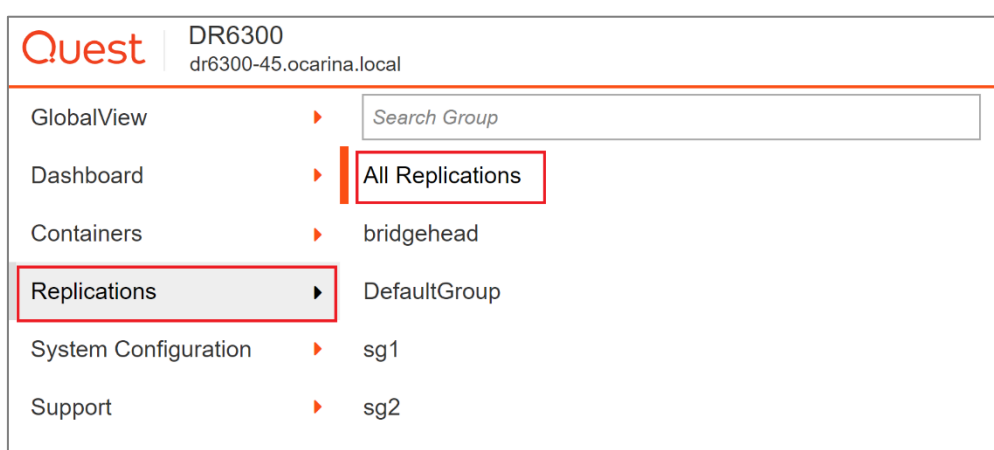 Quest
DR6300
dr6300-45.ocarina.local
GlobalView
Search Group
Dashboard
All Replications
Containers
bridgehead
Replications
DefaultGroup
System Configuration
sg1
Support
sg2